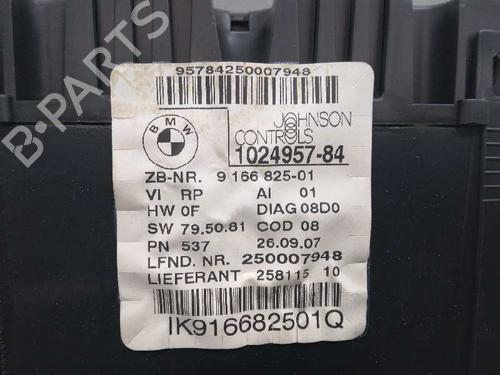 95784250007948
BMW
JOHNSON
CONTROLS
1024957-84
ZB-NR. 9 166 825-01
VI RP AI 01
HW 0F DIAG 08D0
SW 79.50.81 COD 08
PN 537 26.09.07
LFND. NR. 250007948
LIEFERANT 258115 10
IK916682501Q
B-PARTS